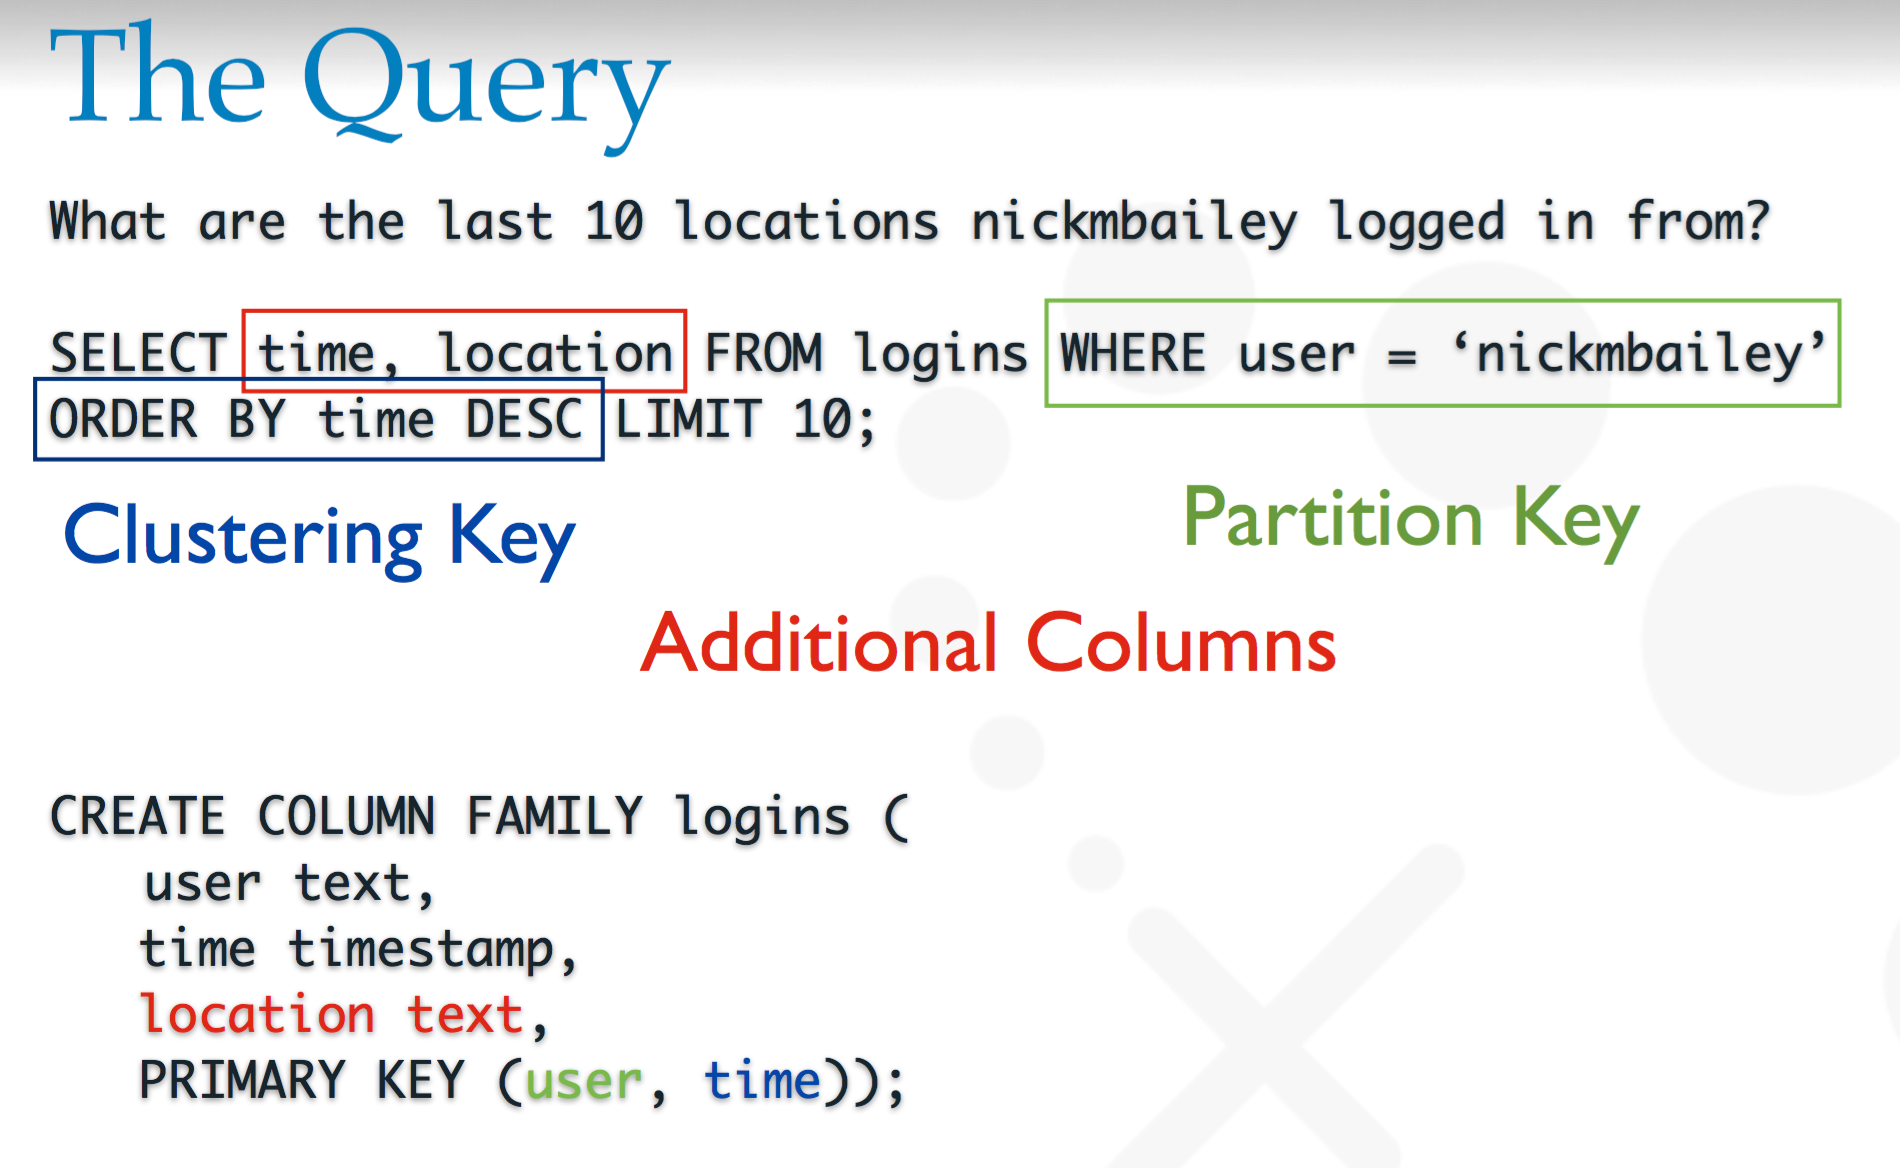 The Query
What are the last 10 locations nickmbailey logged in from?
SELECT time, location FROM logins WHERE user = ‘nickmbailey’
ORDER BY time DESC LIMIT 10;
Clustering Key
Partition Key
Additional Columns
CREATE COLUMN FAMILY logins (
user text,
time timestamp,
location text,
PRIMARY KEY (user, time));